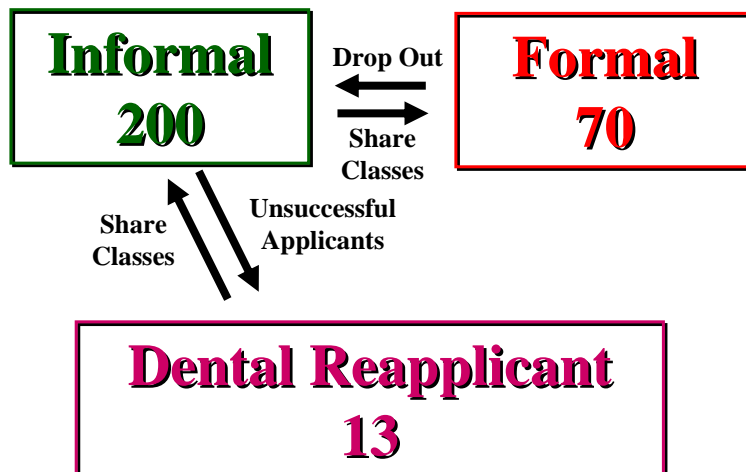 Informal
200
Drop Out
Share
Classes
Formal
70
Share
Classes
Unsuccessful
Applicants
Dental Reapplicant
13